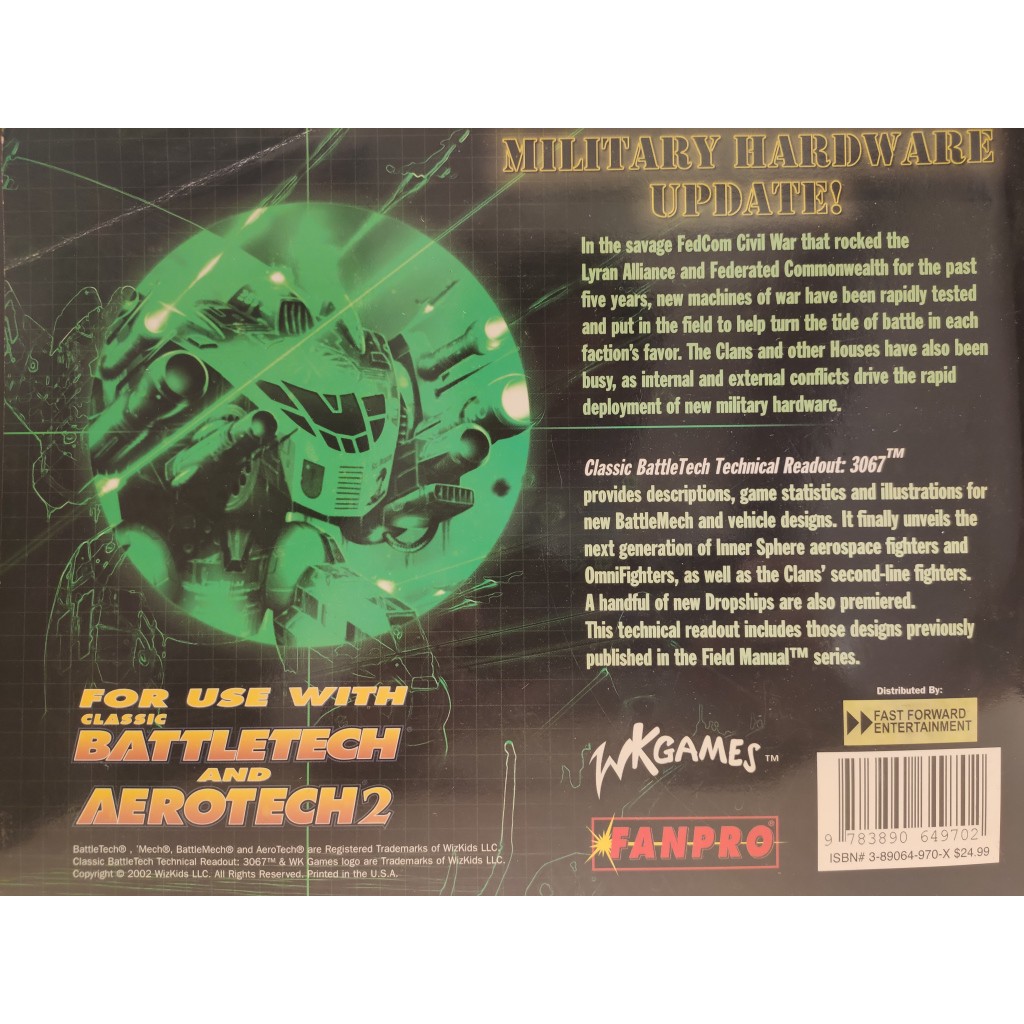 MILITARY HARDWARE
UPDATE!
In the savage FedCom Civil War that rocked the
Lyran Alliance and Federated Commonwealth for the past
five years, new machines of war have been rapidly tested
and put in the field to help turn the tide of battle in each
faction's favor. The Clans and other Houses have also been
busy, as internal and external conflicts drive the rapid
deployment of new military hardware.
Classic BattleTech Technical Readout: 3067™
provides descriptions, game statistics and illustrations for
new BattleMech and vehicle designs. It finally unveils the
next generation of Inner Sphere aerospace fighters and
OmniFighters, as well as the Clans' second-line fighters.
A handful of new Dropships are also premiered.
This technical readout includes those designs previously
published in the Field Manual™ series.
FOR USE WITH
CLASSIC
BATTLETECH
AND
AEROTECH2
BattleTech® , 'Mech®, BattleMech® and AeroTech® are Registered Trademarks of WizKids LLC.
Classic BattleTech Technical Readout: 3067™ & WK Games logo are Trademarks of WizKids LLC.
Copyright © 2002 WizKids LLC. All Rights Reserved. Printed in the U.S.A.
WKGAMES™
FANPRO
Distributed By:
FAST FORWARD
ENTERTAINMENT
9 783890 649702
ISBN# 3-89064-970-X $24.99